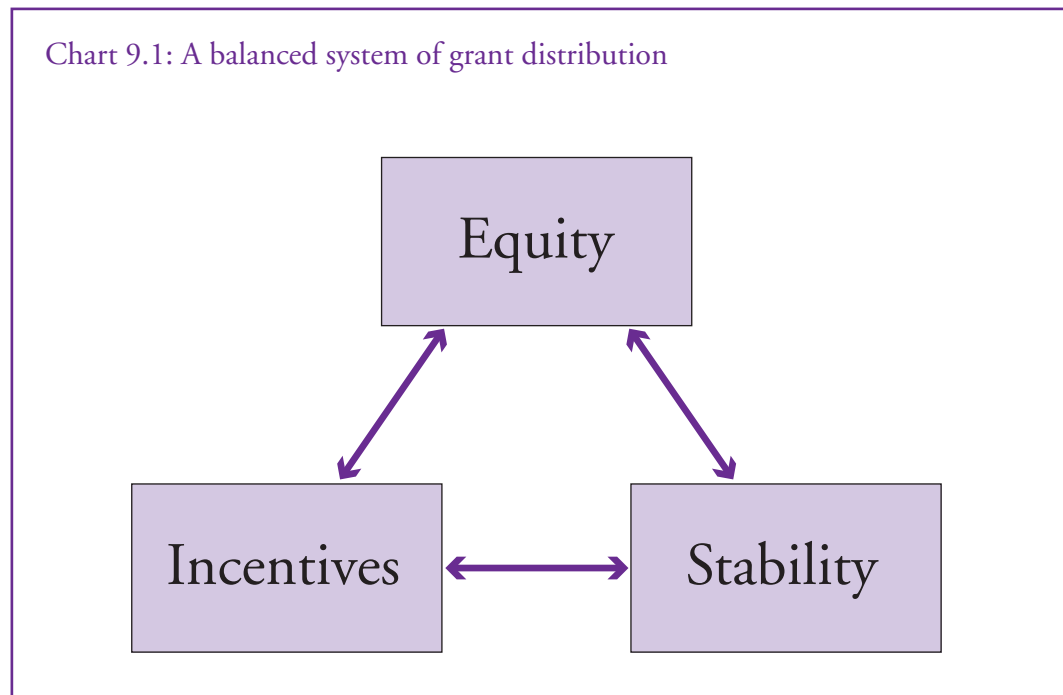 Chart 9.1: A balanced system of grant distribution
Equity
Incentives
Stability